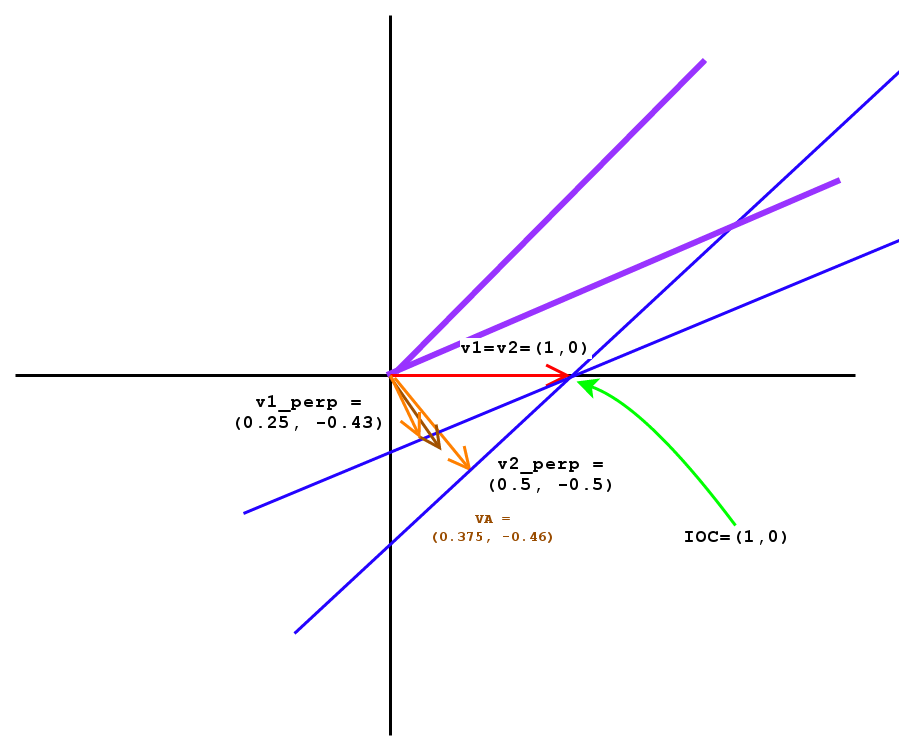 v1=v2=(1,0)
v1_perp =
(0.25, -0.43)
v2_perp =
(0.5, -0.5)
VA =
(0.375, -0.46)
IOC=(1,0)